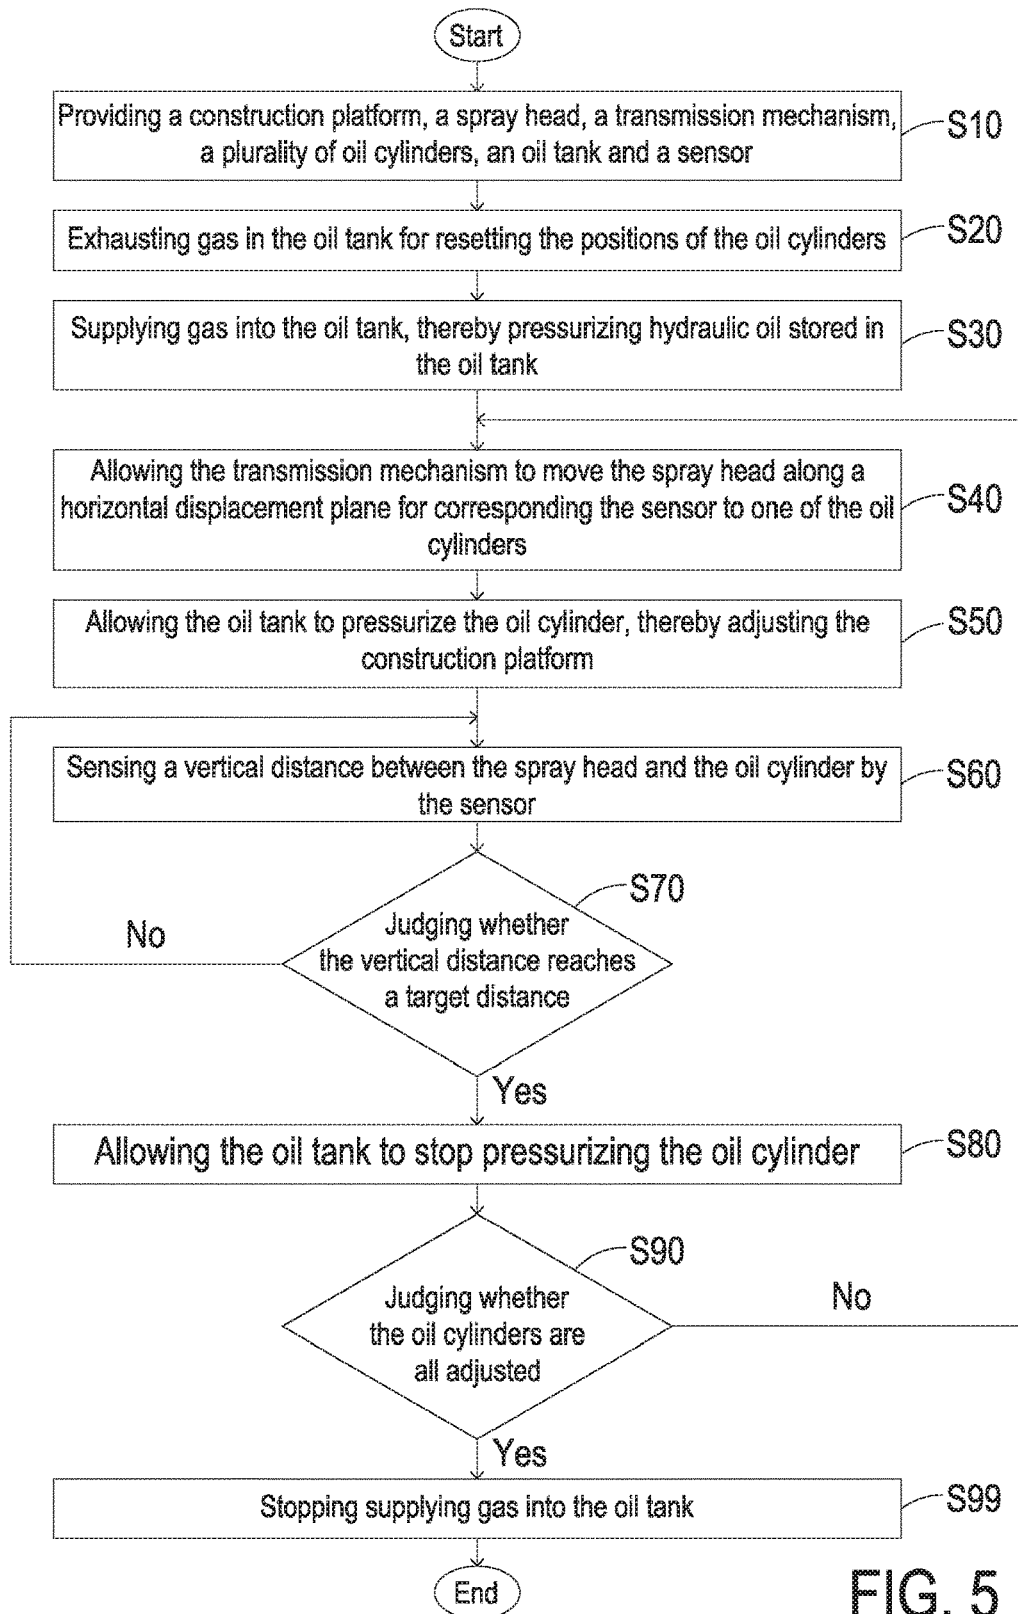 Start
Providing a construction platform, a spray head, a transmission mechanism,
a plurality of oil cylinders, an oil tank and a sensor
S10
Exhausting gas in the oil tank for resetting the positions of the oil cylinders
S20
Supplying gas into the oil tank, thereby pressurizing hydraulic oil stored in
the oil tank
S30
Allowing the transmission mechanism to move the spray head along a
horizontal displacement plane for corresponding the sensor to one of the oil
cylinders
S40
Allowing the oil tank to pressurize the oil cylinder, thereby adjusting the
construction platform
S50
Sensing a vertical distance between the spray head and the oil cylinder by
the sensor
S60
S70
Judging whether
the vertical distance reaches
a target distance
No
Yes
Allowing the oil tank to stop pressurizing the oil cylinder
S80
S90
Judging whether
the oil cylinders are
all adjusted
No
Yes
Stopping supplying gas into the oil tank
S99
End
FIG. 5